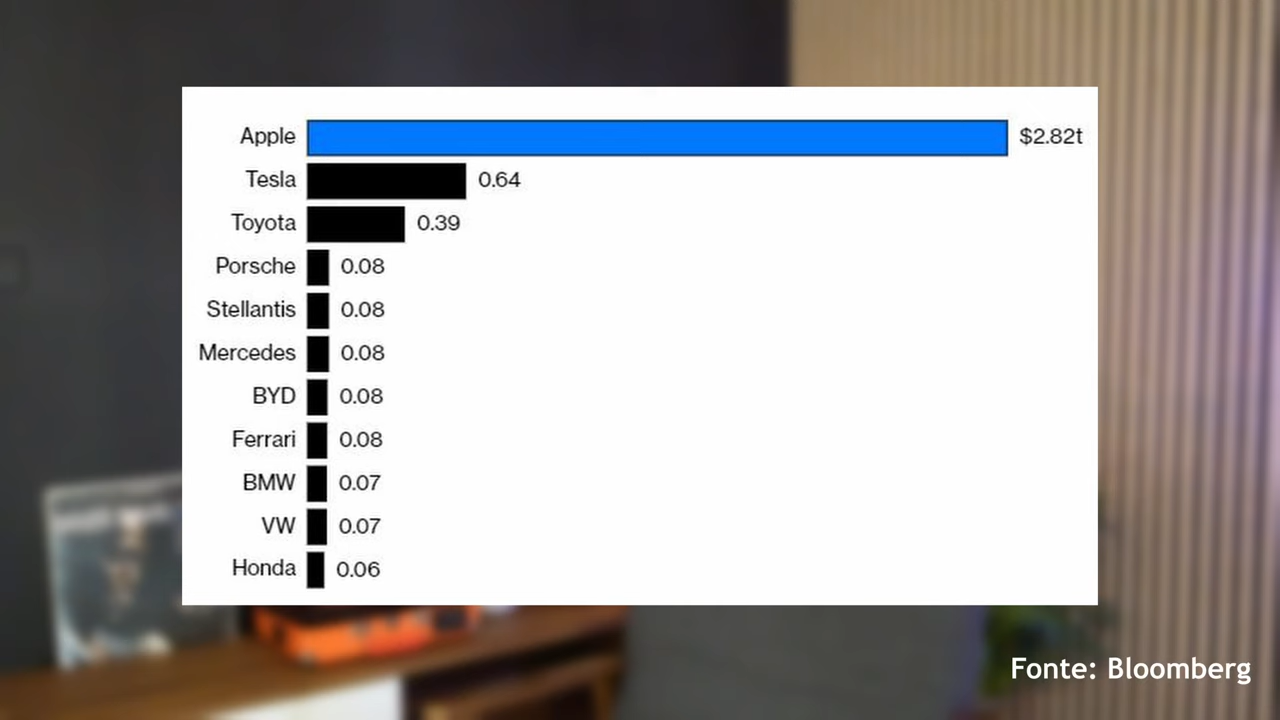 Apple $2.82t
Tesla 0.64
Toyota 0.39
Porsche 0.08
Stellantis 0.08
Mercedes 0.08
BYD 0.08
Ferrari 0.08
BMW 0.07
VW 0.07
Honda 0.06
Fonte: Bloomberg